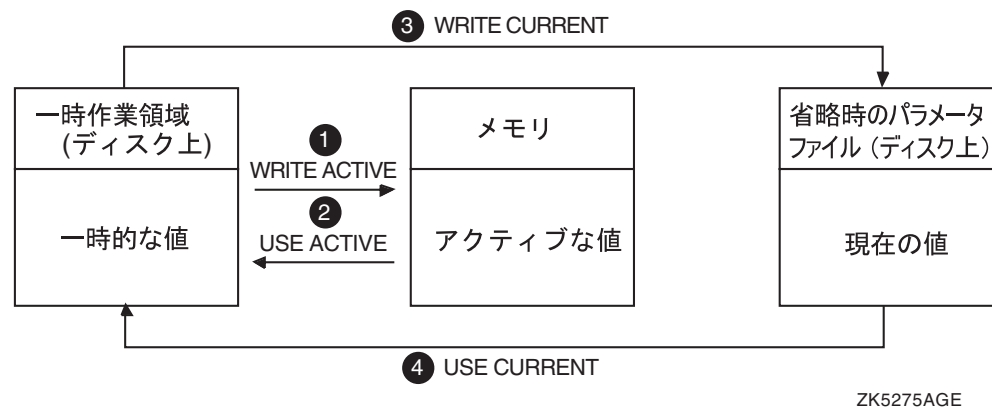 3 WRITE CURRENT
一時作業領域
(ディスク上)
一時的な値
1
WRITE ACTIVE
2
USE ACTIVE
メモリ
アクティブな値
省略時のパラメータ
ファイル (ディスク上)
現在の値
4 USE CURRENT
ZK5275AGE